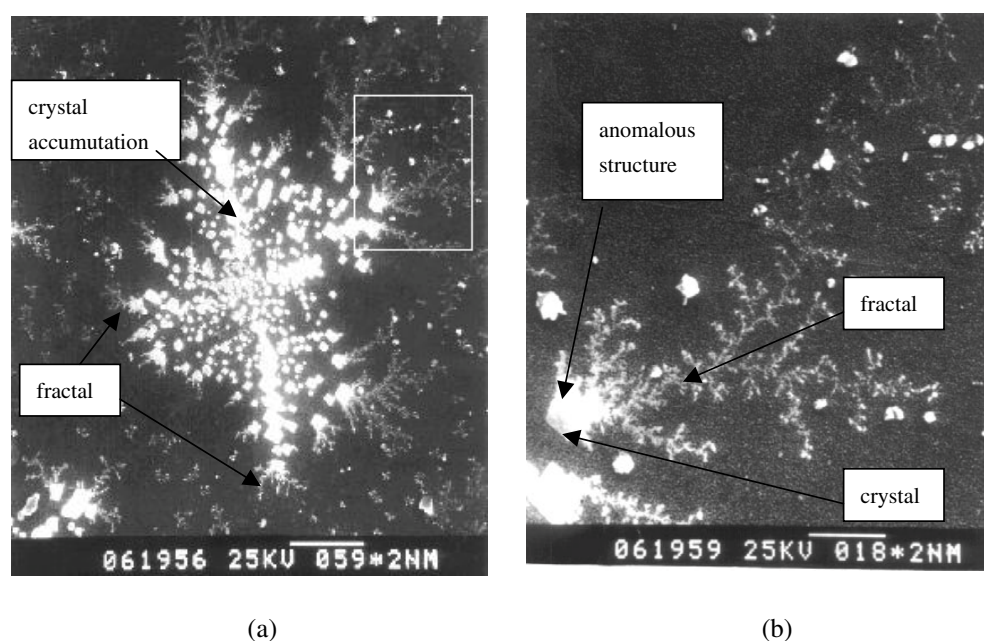 crystal
accumutation
fractal
061956 25KV 059*2NM
(a)
anomalous
structure
fractal
crystal
061959 25KV 018*2NM
(b)